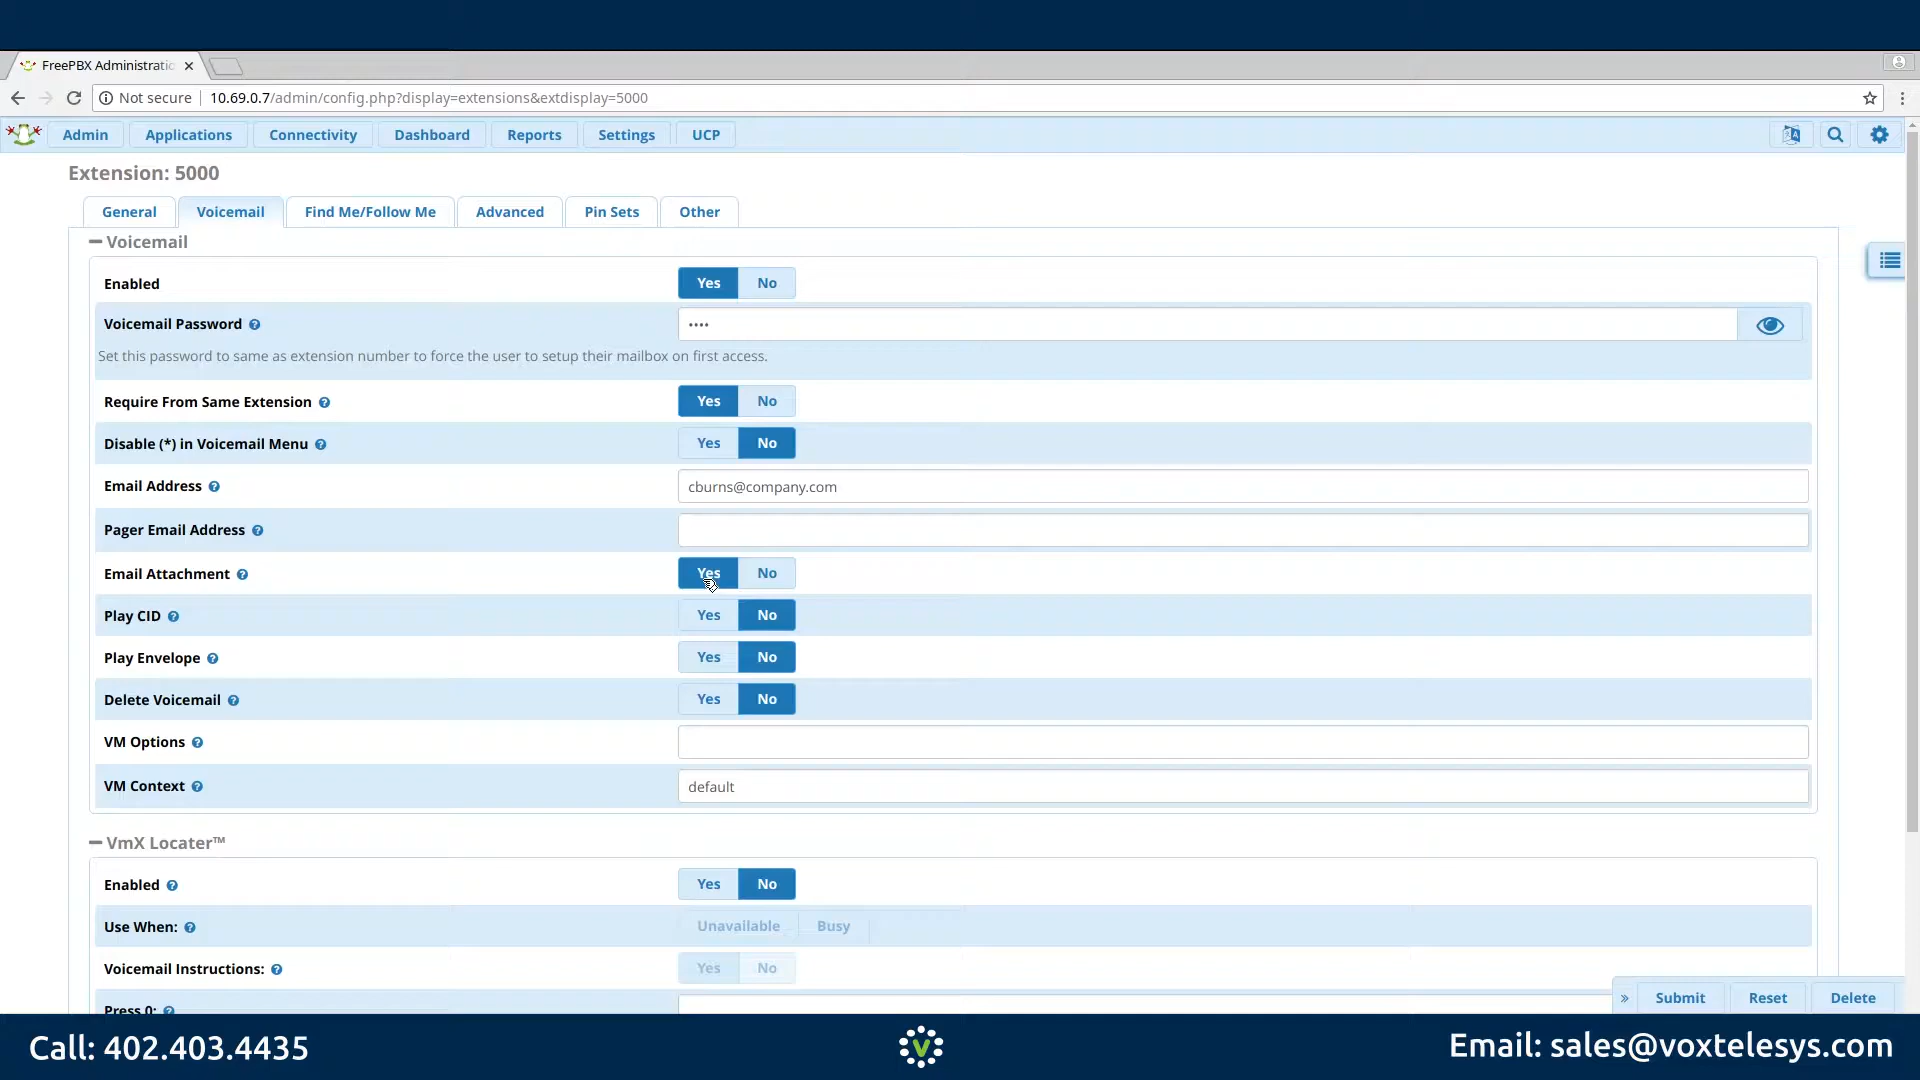 FreePBX Administratic
Not secure 10.69.0.7/admin/config.php?display=extensions&extdisplay=5000
Admin Applications Connectivity Dashboard Reports Settings UCP
Extension: 5000
General Voicemail Find Me/Follow Me Advanced Pin Sets Other
Voicemail
Enabled Yes No
Voicemail Password ••••
Set this password to same as extension number to force the user to setup their mailbox on first access.
Require From Same Extension Yes No
Disable (*) in Voicemail Menu Yes No
Email Address cburns@company.com
Pager Email Address
Email Attachment Yes No
Play CID Yes No
Play Envelope Yes No
Delete Voicemail Yes No
VM Options
VM Context default
VmX Locater™
Enabled Yes No
Use When: Unavailable Busy
Voicemail Instructions: Yes No
Press 0:
» Submit Reset Delete
Call: 402.403.4435 V Email: sales@voxtelesys.com